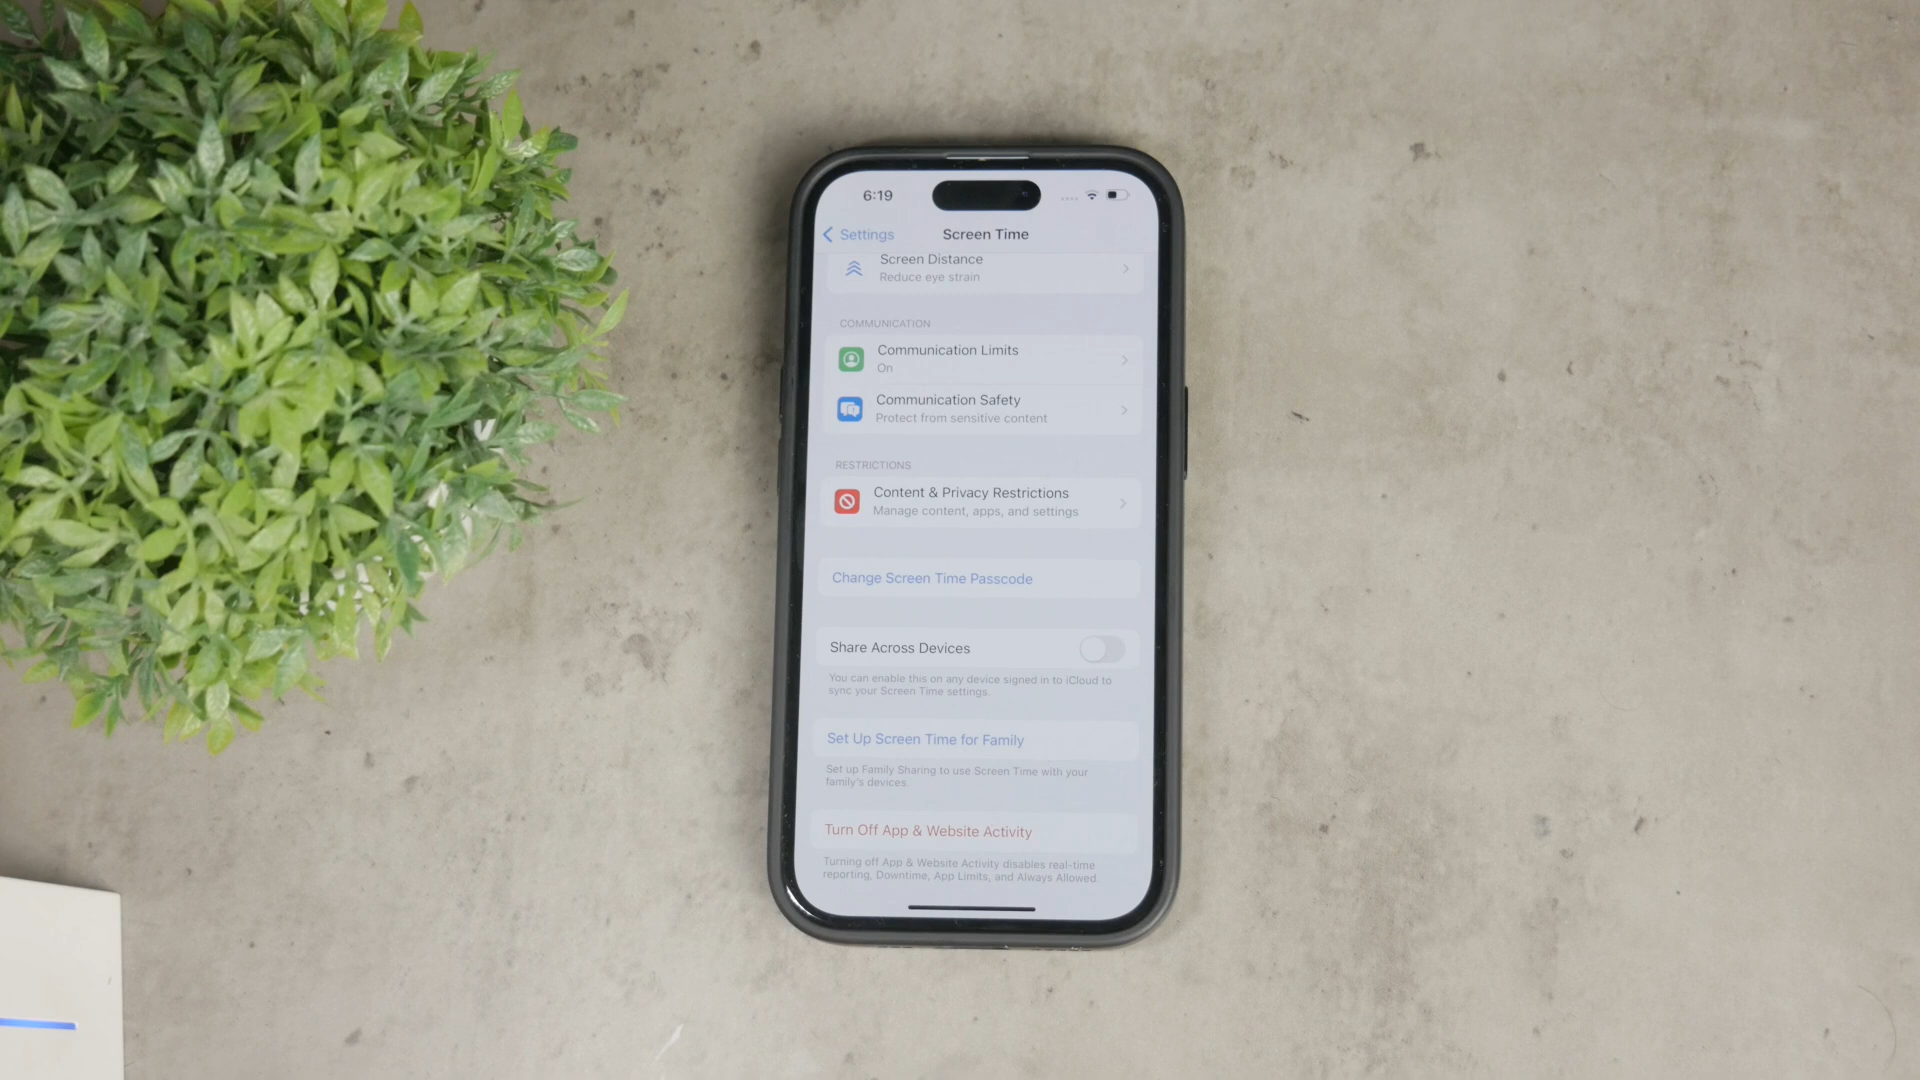 6:19
Settings
Screen Time
Screen Distance
Reduce eye strain
COMMUNICATION
Communication Limits
On
Communication Safety
Protect from sensitive content
RESTRICTIONS
Content & Privacy Restrictions
Manage content, apps, and settings
Change Screen Time Passcode
Share Across Devices
You can enable this on any device signed in to iCloud to
sync your Screen Time settings.
Set Up Screen Time for Family
Set up Family Sharing to use Screen Time with your
family's devices.
Turn Off App & Website Activity
Turning off App & Website Activity disables real-time
reporting, Downtime, App Limits, and Always Allowed.